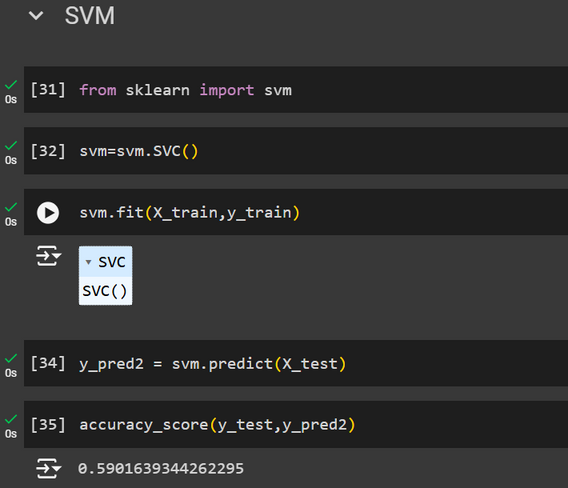 SVM
0s
[31] from sklearn import svm
0s
[32] svm=svm.SVC()
0s
svm.fit(X_train,y_train)
SVC
SVC()
0s
[34] y_pred2 = svm.predict(X_test)
0s
[35] accuracy_score(y_test,y_pred2)
0.5901639344262295